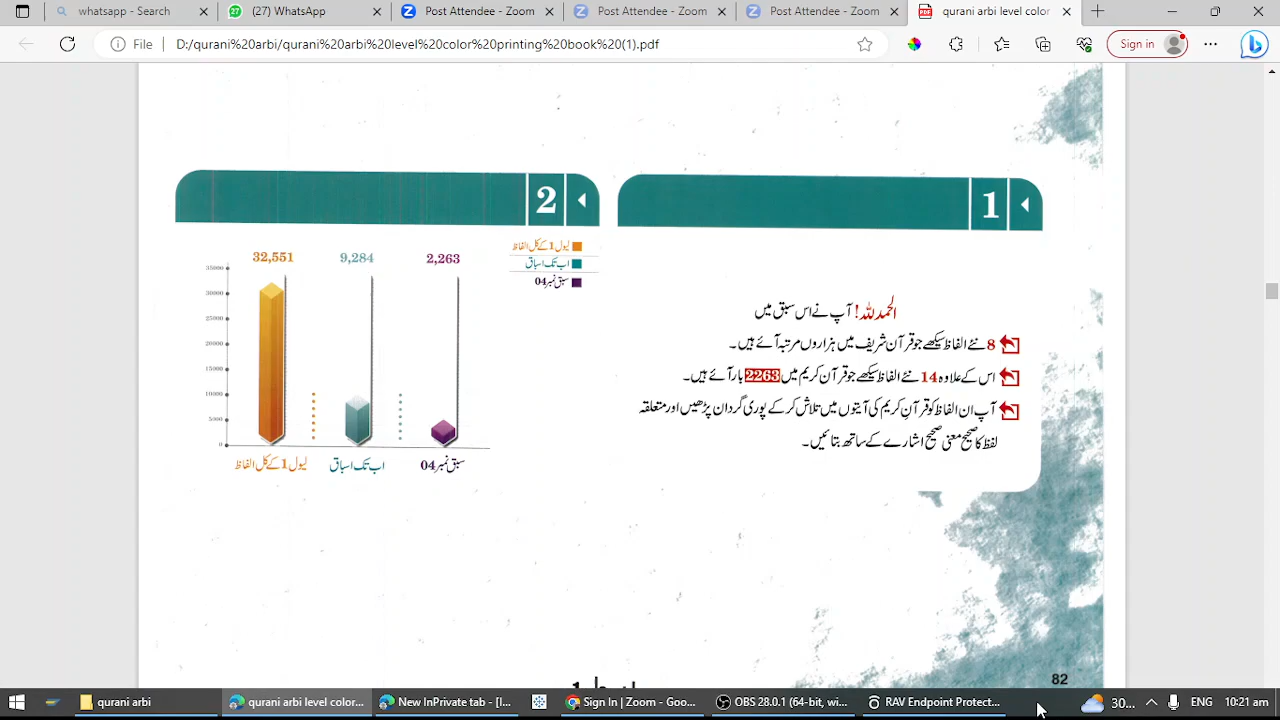 whatsapp - Search
(27) WhatsApp
Post Attendee - Zoom
Post Attendee - Zoom
Post Attendee - Zoom
qurani arbi level color
File
D:/qurani arbi/qurani%20arbi%20level%20color%20printing%20book%20(1).pdf
Sign in
1
الحمدللہ! آپ نے اس سبق میں
8 نئے الفاظ سیکھے جو قرآن شریف میں ہزاروں مرتبہ آئے ہیں۔
اس کے علاوہ 14 نئے الفاظ سیکھے جو قرآن کریم میں 2263 بار آئے ہیں۔
آپ ان الفاظ کو قرآنِ کریم کی آیتوں میں تلاش کر کے پوری گردان پڑھیں اور متعلقہ
لفظ کا صحیح معنی صحیح اشارے کے ساتھ بتائیں۔
2
لیول 1 کے کل الفاظ
اب تک اسباق
سبق نمبر 04
32,551
9,284
2,263
35000
30000
25000
20000
15000
10000
5000
0
لیول 1 کے کل الفاظ
اب تک اسباق
سبق نمبر 04
82
qurani arbi
qurani arbi level color...
New InPrivate tab - [I...
Sign In | Zoom - Goo...
OBS 28.0.1 (64-bit, wi...
RAV Endpoint Protect...
30...
ENG
10:21 am